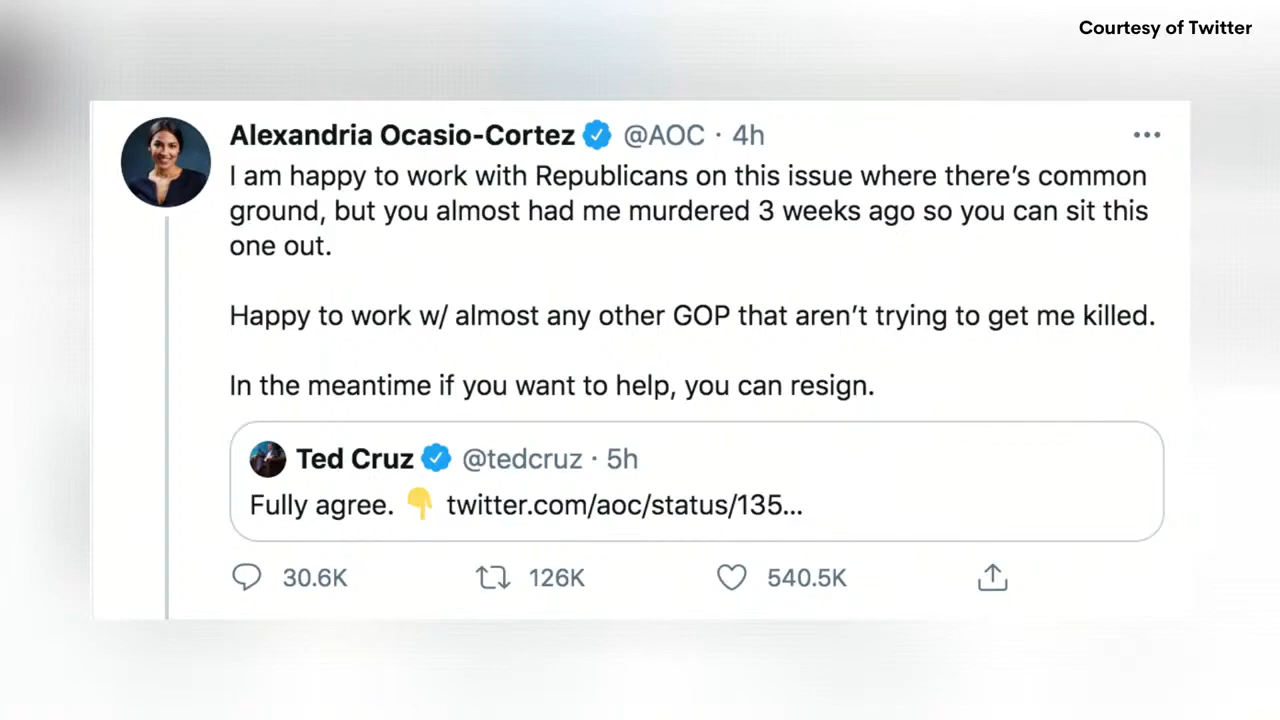 Courtesy of Twitter
Alexandria Ocasio-Cortez @AOC · 4h
I am happy to work with Republicans on this issue where there’s common
ground, but you almost had me murdered 3 weeks ago so you can sit this
one out.
Happy to work w/ almost any other GOP that aren’t trying to get me killed.
In the meantime if you want to help, you can resign.
Ted Cruz @tedcruz · 5h
Fully agree. 👇 twitter.com/aoc/status/135...
30.6K 126K 540.5K